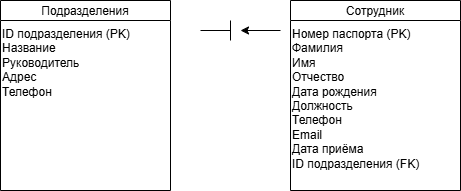 Подразделения
ID подразделения (PK)
Название
Руководитель
Адрес
Телефон
Сотрудник
Номер паспорта (PK)
Фамилия
Имя
Отчество
Дата рождения
Должность
Телефон
Email
Дата приёма
ID подразделения (FK)